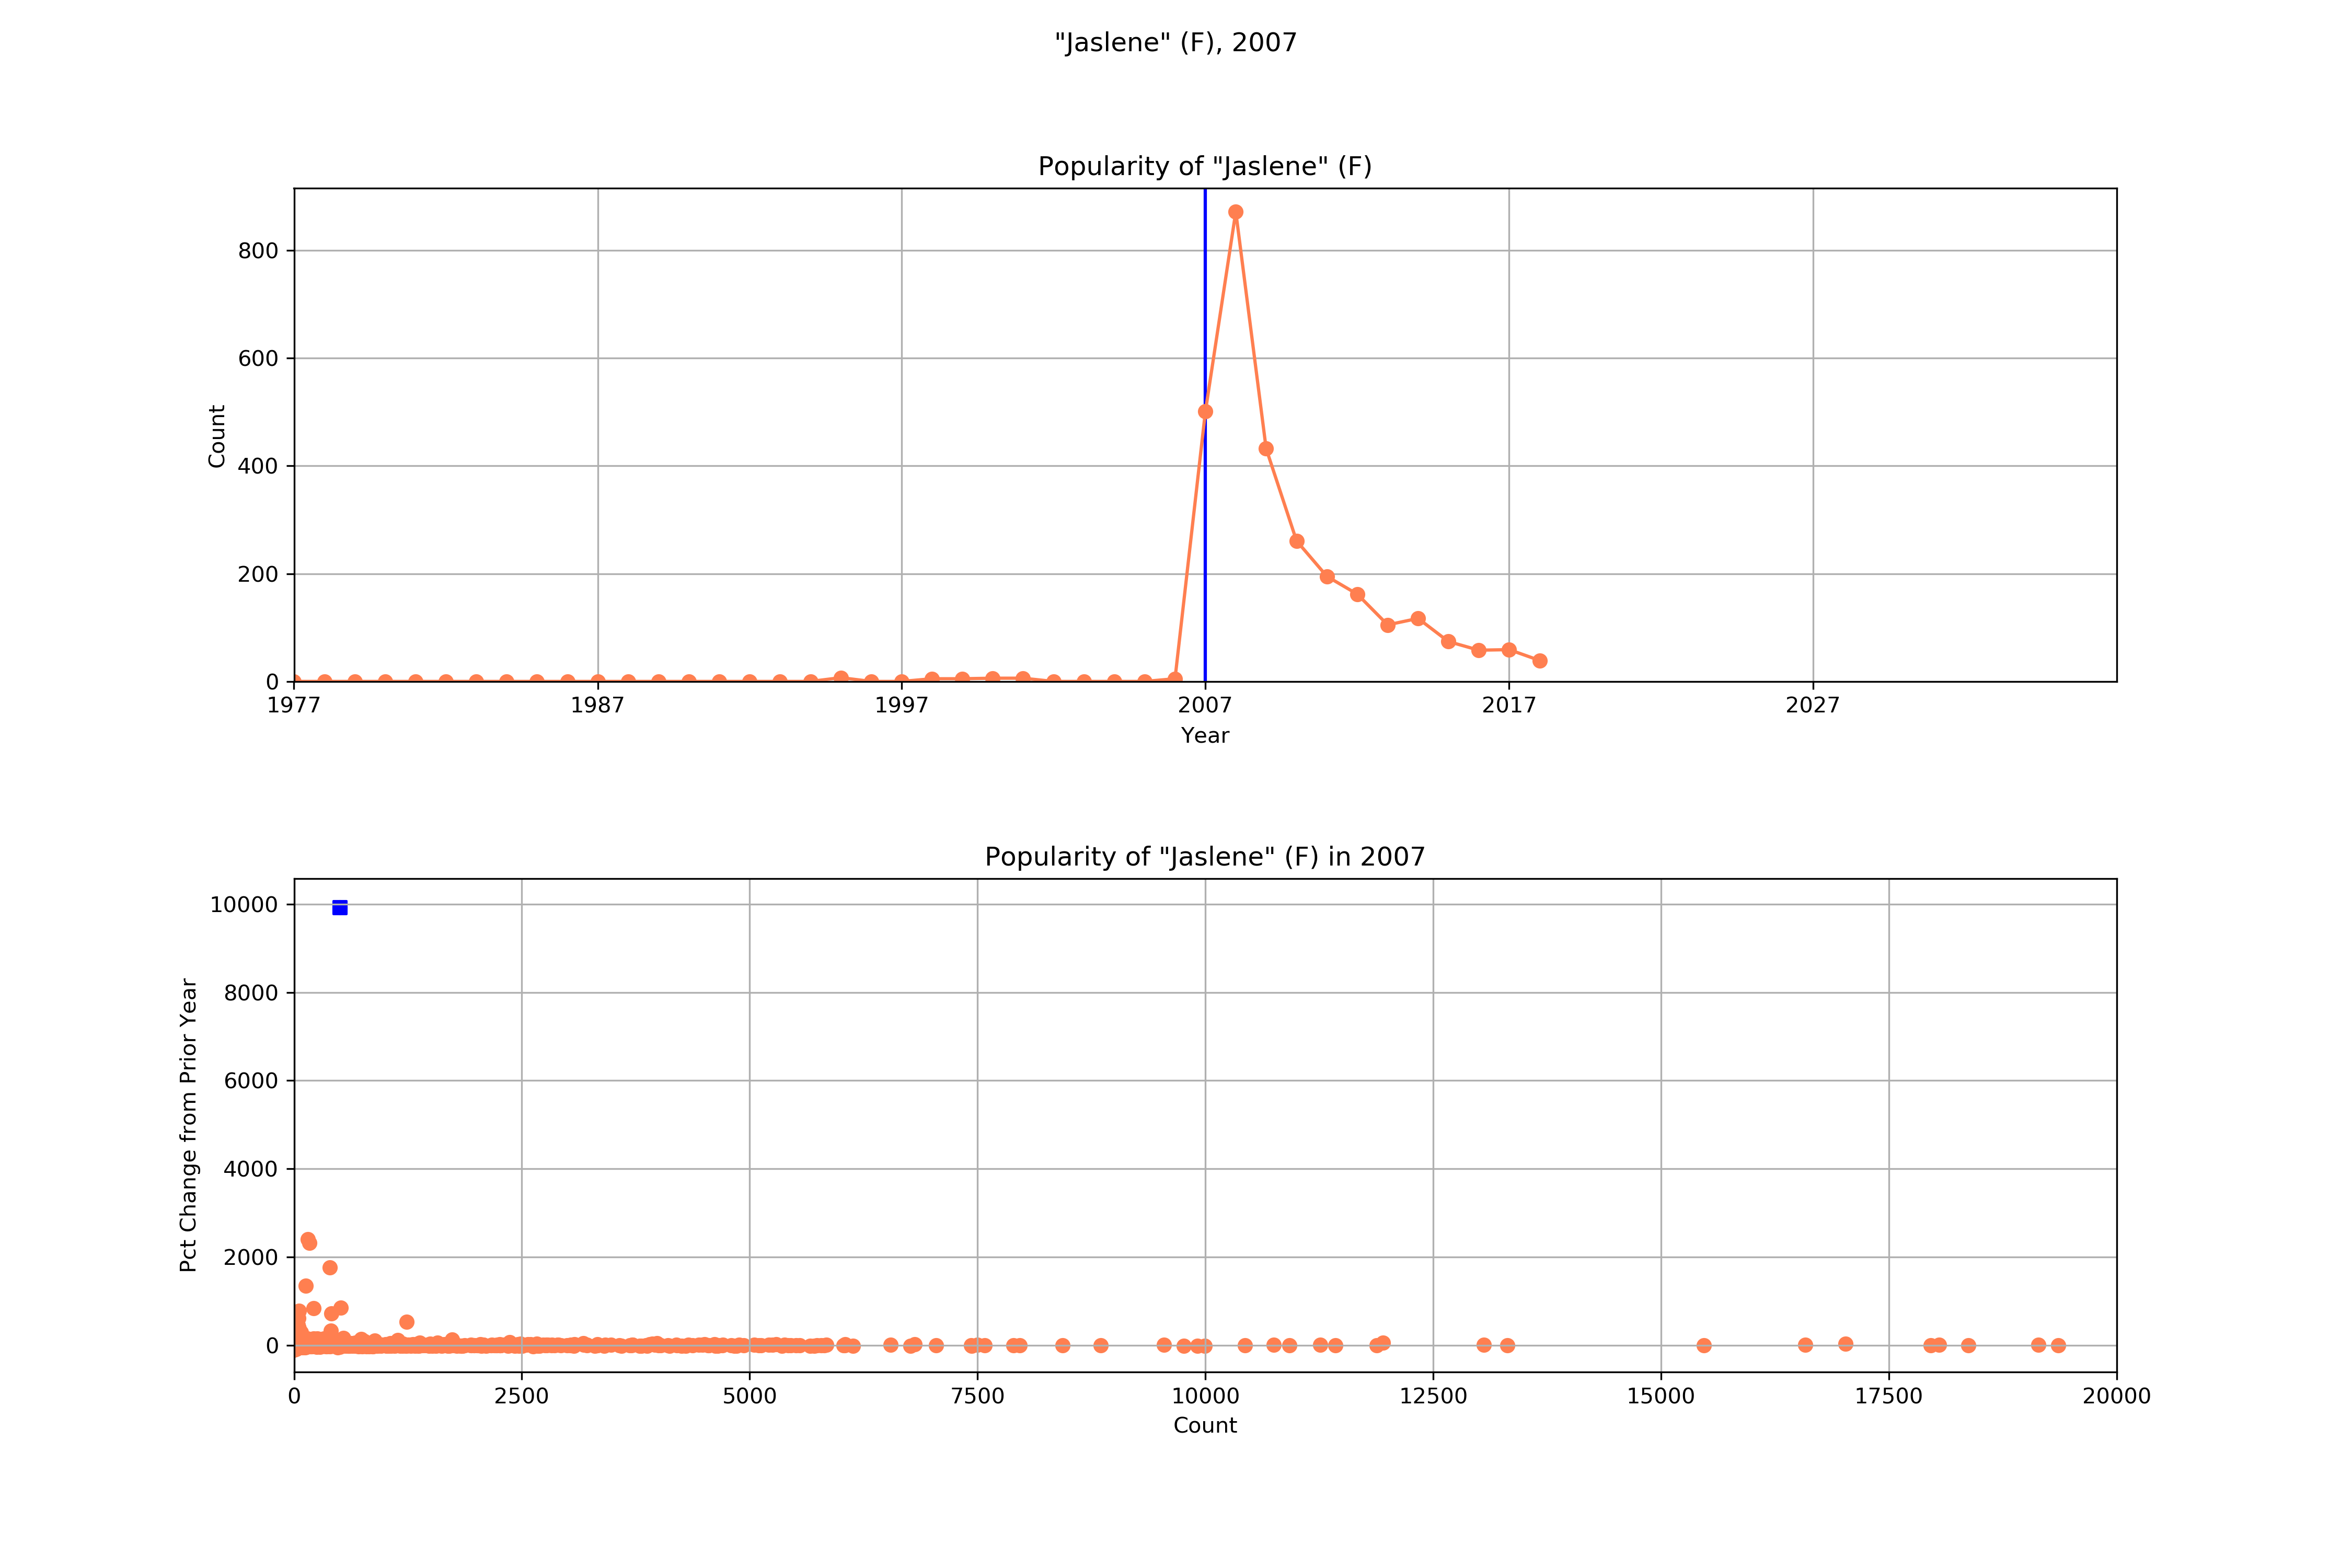 "Jaslene" (F), 2007
Popularity of "Jaslene" (F)
800
600
400
200
0
Count
1977 1987 1997 2007 2017 2027
Year
Popularity of "Jaslene" (F) in 2007
10000
8000
6000
4000
2000
0
Pct Change from Prior Year
0 2500 5000 7500 10000 12500 15000 17500 20000
Count